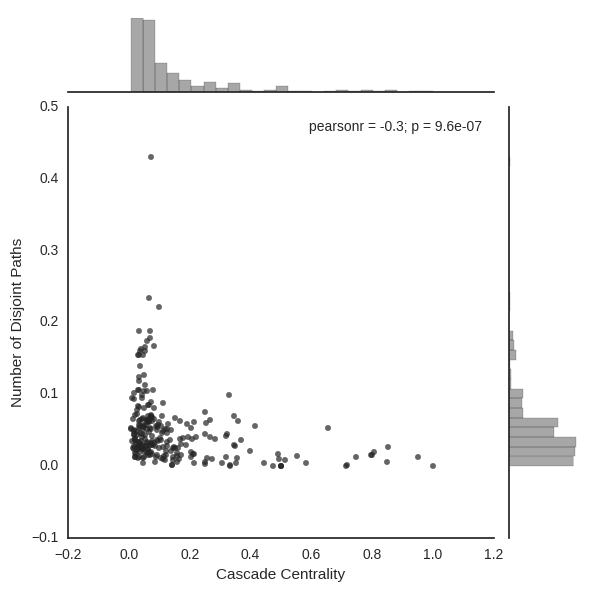 0.5
pearsonr = -0.3; p = 9.6e-07
0.4
0.3
0.2
0.1
0.0
−0.1
Number of Disjoint Paths
−0.2 0.0 0.2 0.4 0.6 0.8 1.0 1.2
Cascade Centrality